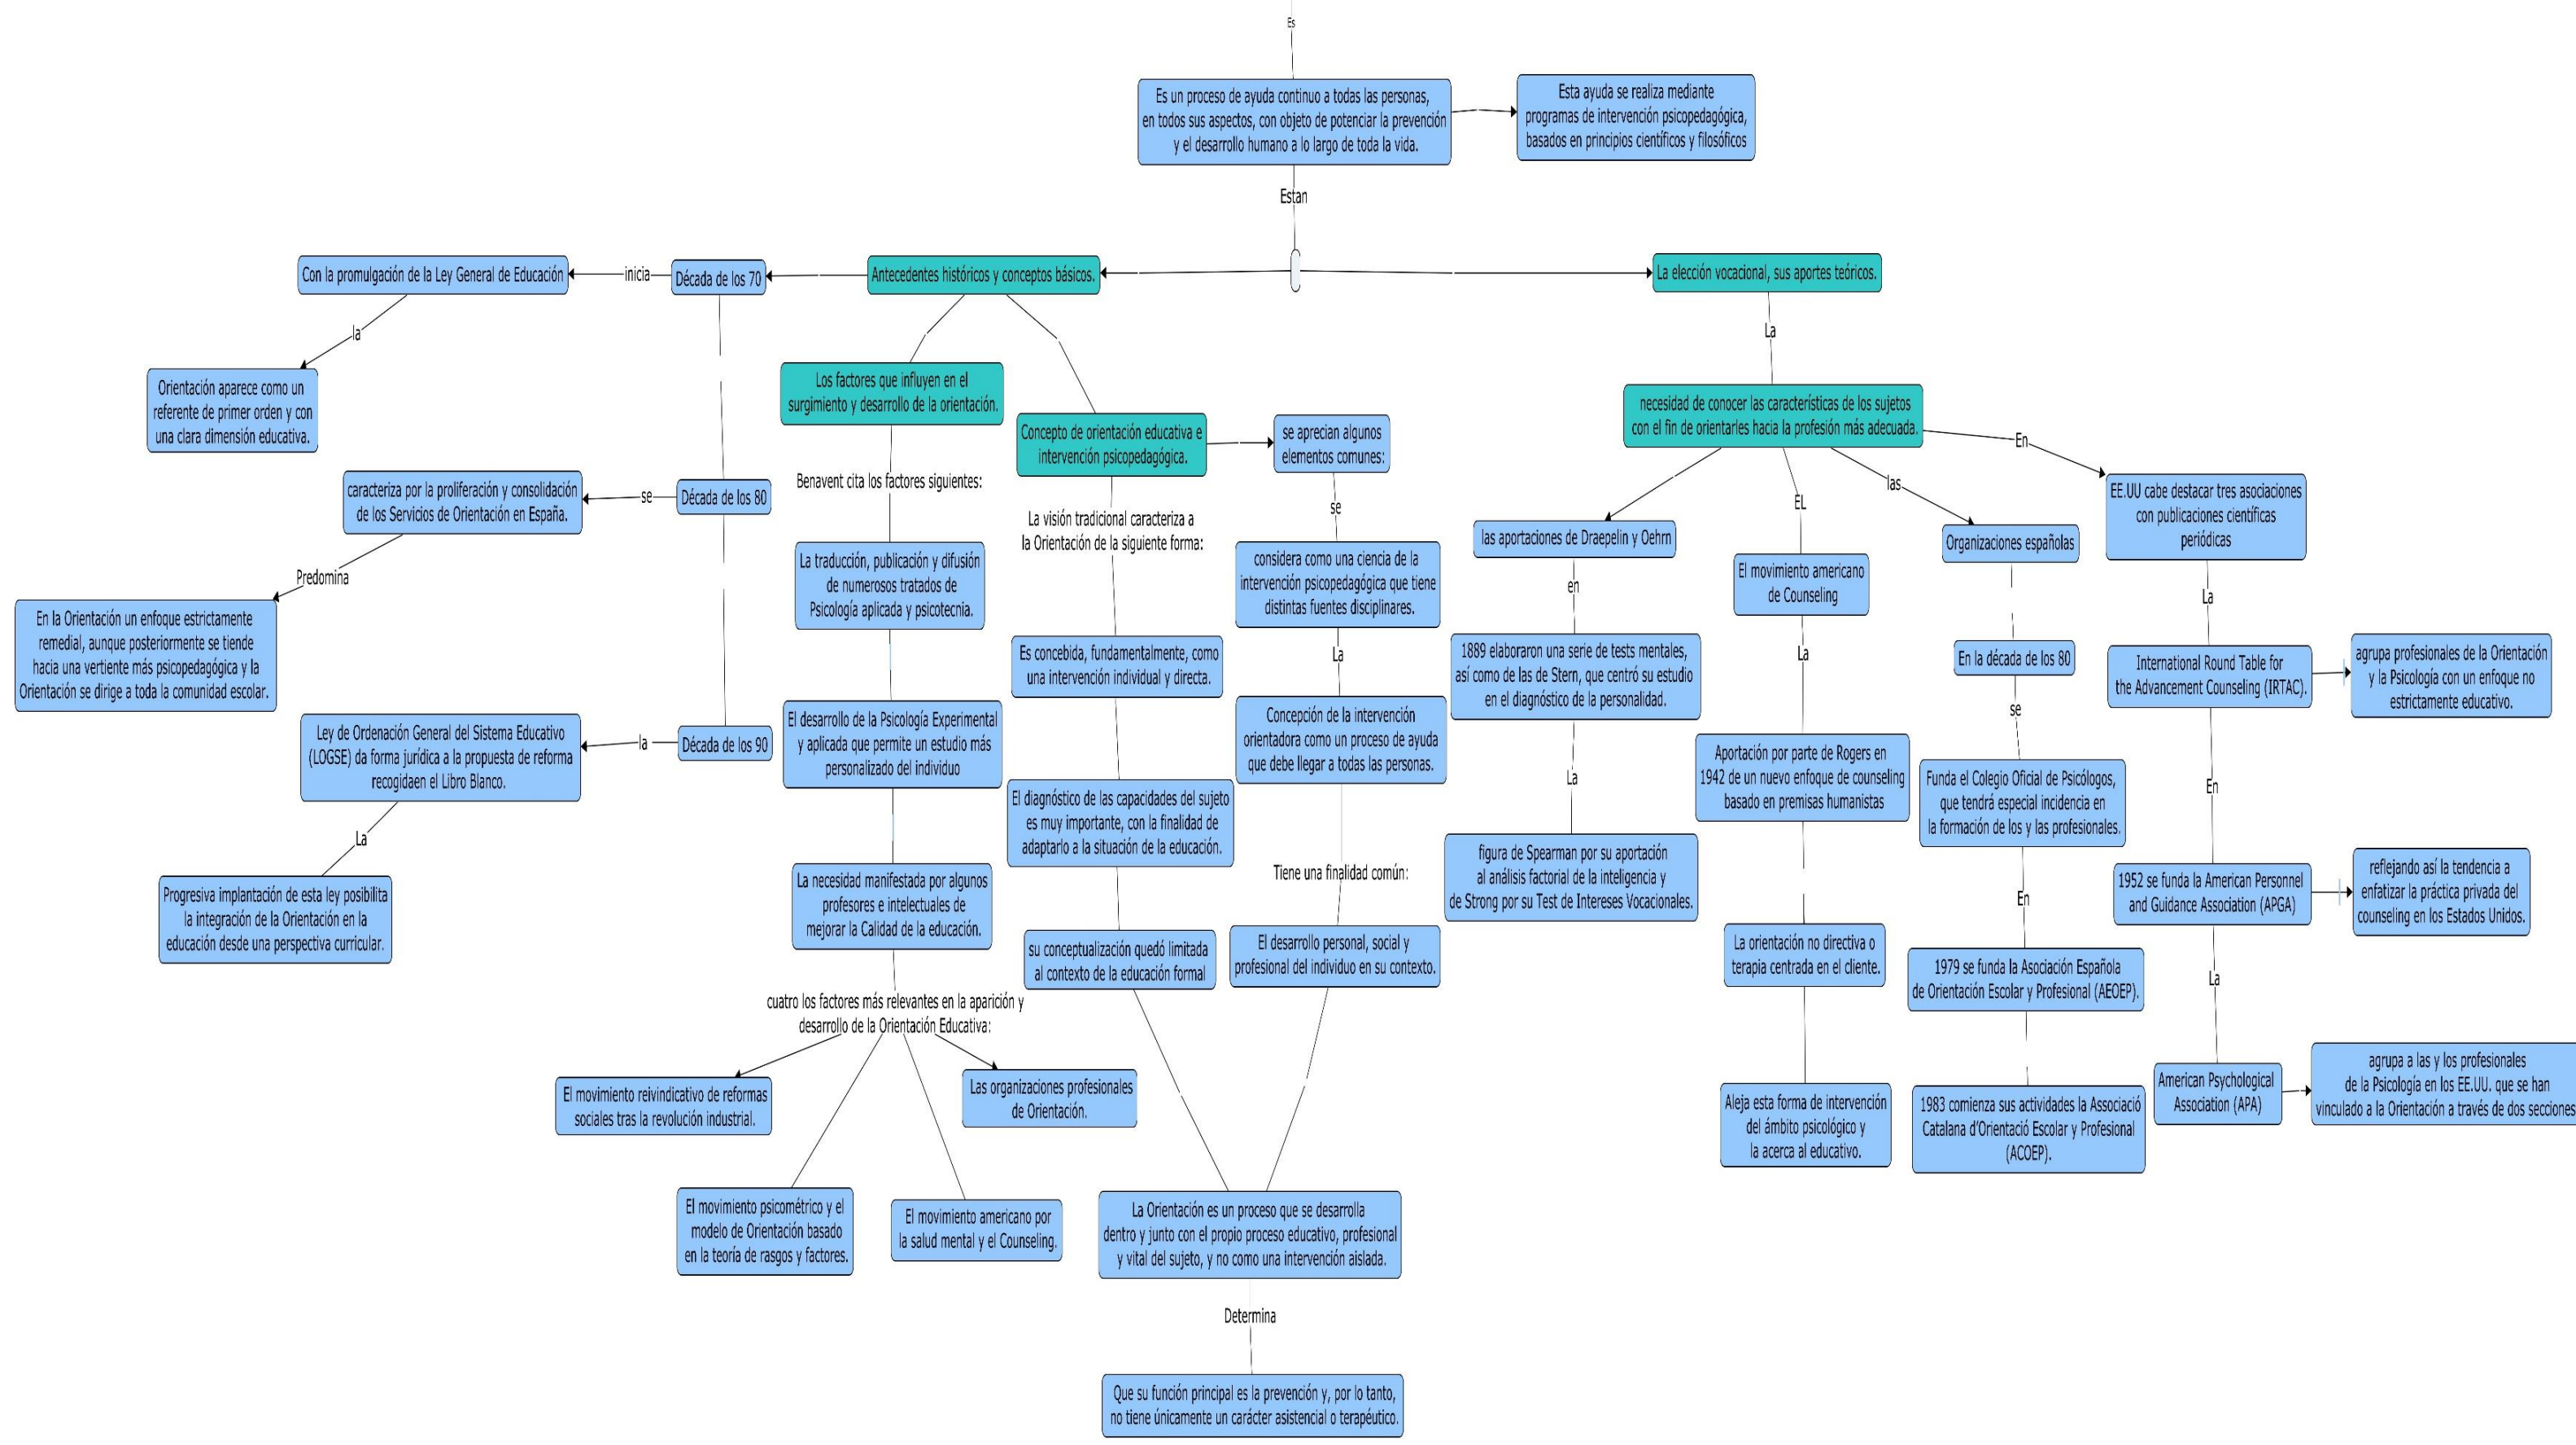 Es
Es un proceso de ayuda continuo a todas las personas,
en todos sus aspectos, con objeto de potenciar la prevención
y el desarrollo humano a lo largo de toda la vida.
Esta ayuda se realiza mediante
programas de intervención psicopedagógica,
basados en principios científicos y filosóficos
Estan
Antecedentes históricos y conceptos básicos.
Década de los 70
inicia
Con la promulgación de la Ley General de Educación
la
Orientación aparece como un
referente de primer orden y con
una clara dimensión educativa.
Década de los 80
se
caracteriza por la proliferación y consolidación
de los Servicios de Orientación en España.
Predomina
En la Orientación un enfoque estrictamente
remedial, aunque posteriormente se tiende
hacia una vertiente más psicopedagógica y la
Orientación se dirige a toda la comunidad escolar.
Década de los 90
la
Ley de Ordenación General del Sistema Educativo
(LOGSE) da forma jurídica a la propuesta de reforma
recogidaen el Libro Blanco.
La
Progresiva implantación de esta ley posibilita
la integración de la Orientación en la
educación desde una perspectiva curricular.
Los factores que influyen en el
surgimiento y desarrollo de la orientación.
Benavent cita los factores siguientes:
La traducción, publicación y difusión
de numerosos tratados de
Psicología aplicada y psicotecnia.
El desarrollo de la Psicología Experimental
y aplicada que permite un estudio más
personalizado del individuo
La necesidad manifestada por algunos
profesores e intelectuales de
mejorar la Calidad de la educación.
cuatro los factores más relevantes en la aparición y
desarrollo de la Orientación Educativa:
El movimiento reivindicativo de reformas
sociales tras la revolución industrial.
El movimiento psicométrico y el
modelo de Orientación basado
en la teoría de rasgos y factores.
El movimiento americano por
la salud mental y el Counseling.
Las organizaciones profesionales
de Orientación.
Concepto de orientación educativa e
intervención psicopedagógica.
La visión tradicional caracteriza a
la Orientación de la siguiente forma:
Es concebida, fundamentalmente, como
una intervención individual y directa.
El diagnóstico de las capacidades del sujeto
es muy importante, con la finalidad de
adaptarlo a la situación de la educación.
su conceptualización quedó limitada
al contexto de la educación formal
se aprecian algunos
elementos comunes:
se
considera como una ciencia de la
intervención psicopedagógica que tiene
distintas fuentes disciplinares.
La
Concepción de la intervención
orientadora como un proceso de ayuda
que debe llegar a todas las personas.
Tiene una finalidad común:
El desarrollo personal, social y
profesional del individuo en su contexto.
La Orientación es un proceso que se desarrolla
dentro y junto con el propio proceso educativo, profesional
y vital del sujeto, y no como una intervención aislada.
Determina
Que su función principal es la prevención y, por lo tanto,
no tiene únicamente un carácter asistencial o terapéutico.
La elección vocacional, sus aportes teóricos.
La
necesidad de conocer las características de los sujetos
con el fin de orientarles hacia la profesión más adecuada.
las aportaciones de Draepelin y Oehrn
en
1889 elaboraron una serie de tests mentales,
así como de las de Stern, que centró su estudio
en el diagnóstico de la personalidad.
La
figura de Spearman por su aportación
al análisis factorial de la inteligencia y
de Strong por su Test de Intereses Vocacionales.
EL
El movimiento americano
de Counseling
La
Aportación por parte de Rogers en
1942 de un nuevo enfoque de counseling
basado en premisas humanistas
La orientación no directiva o
terapia centrada en el cliente.
Aleja esta forma de intervención
del ámbito psicológico y
la acerca al educativo.
las
Organizaciones españolas
En la década de los 80
se
Funda el Colegio Oficial de Psicólogos,
que tendrá especial incidencia en
la formación de los y las profesionales.
En
1979 se funda la Asociación Española
de Orientación Escolar y Profesional (AEOEP).
1983 comienza sus actividades la Associació
Catalana d'Orientació Escolar y Profesional
(ACOEP).
En
EE.UU cabe destacar tres asociaciones
con publicaciones científicas
periódicas
La
International Round Table for
the Advancement Counseling (IRTAC).
agrupa profesionales de la Orientación
y la Psicología con un enfoque no
estrictamente educativo.
En
1952 se funda la American Personnel
and Guidance Association (APGA)
reflejando así la tendencia a
enfatizar la práctica privada del
counseling en los Estados Unidos.
La
American Psychological
Association (APA)
agrupa a las y los profesionales
de la Psicología en los EE.UU. que se han
vinculado a la Orientación a través de dos secciones